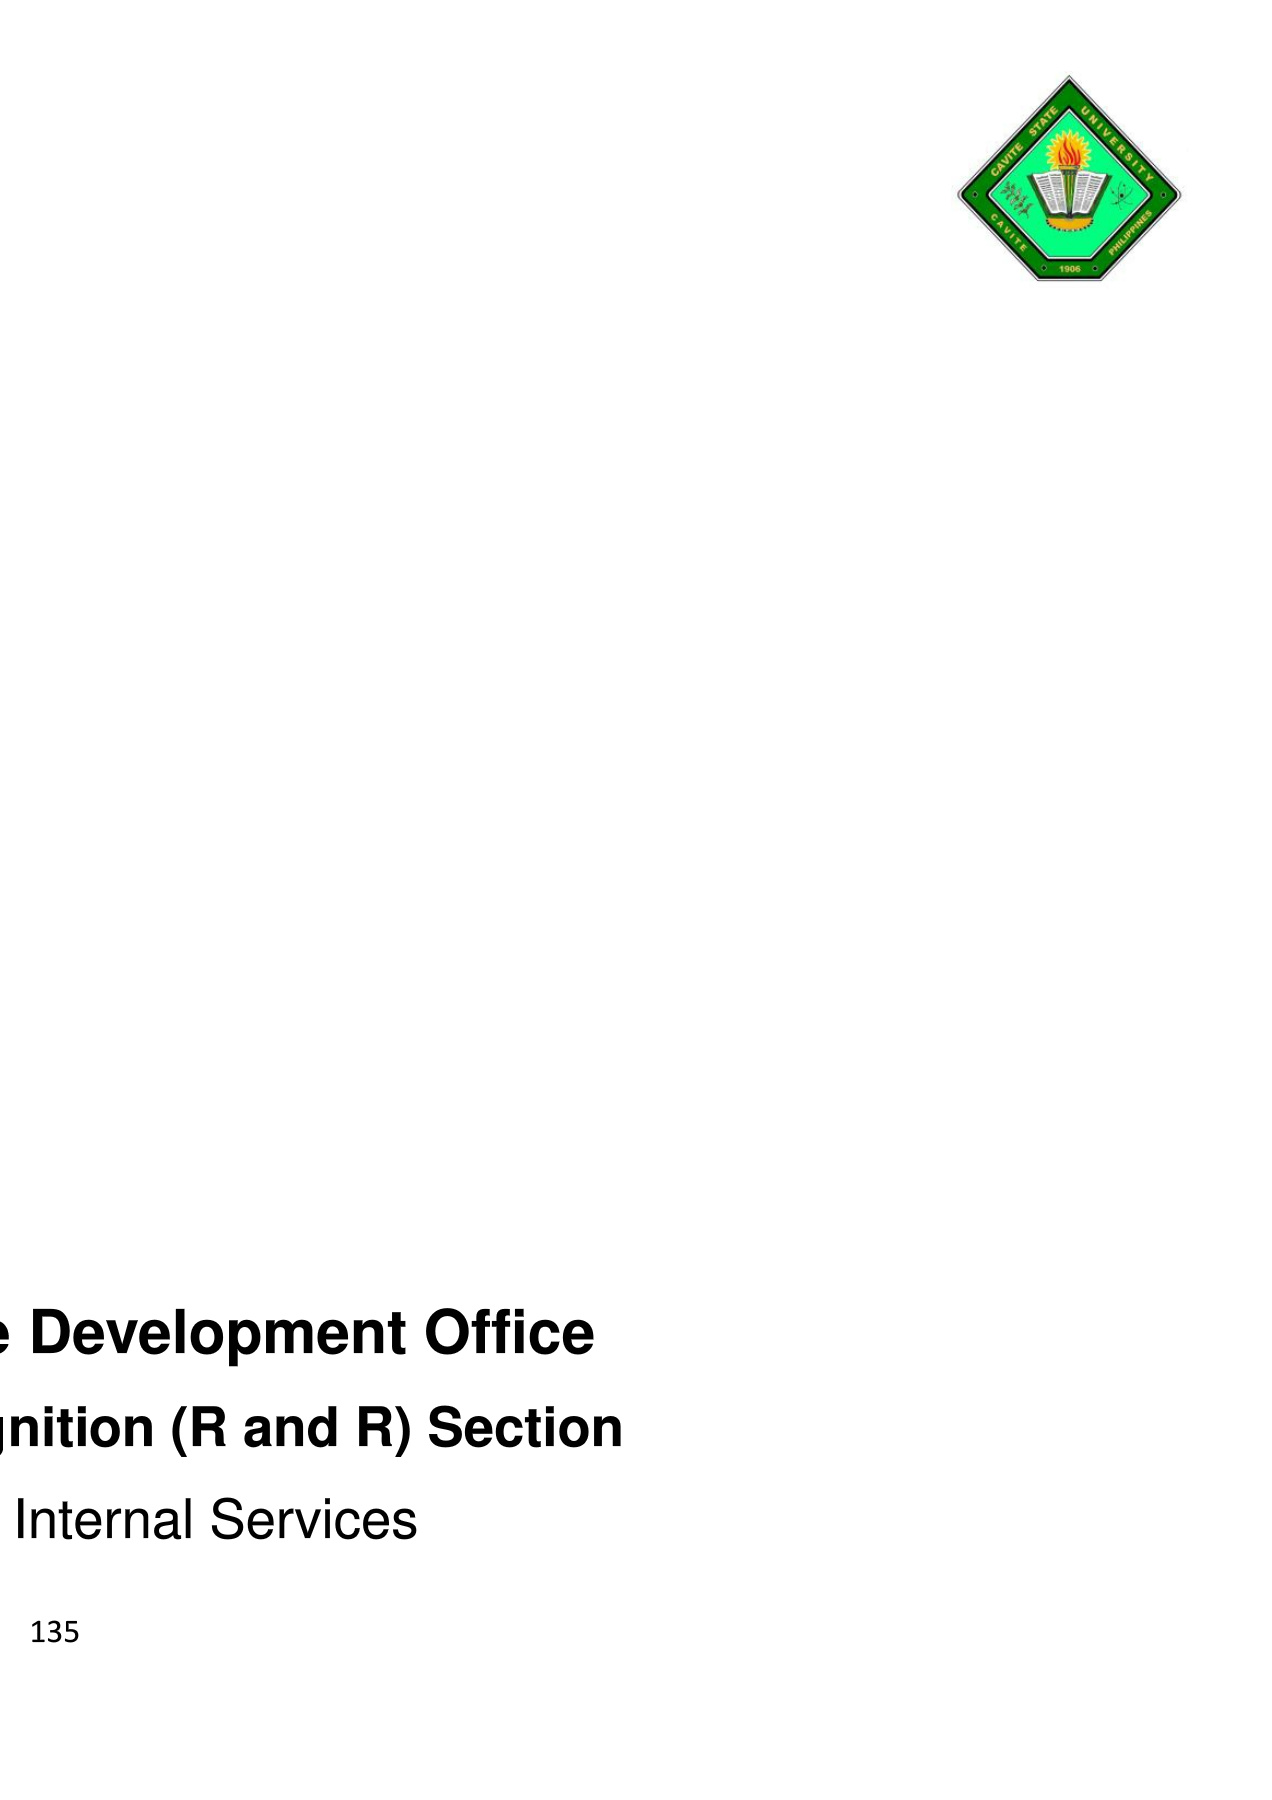 CAVITE STATE UNIVERSITY
CAVITE PHILIPPINES
1906
e Development Office
gnition (R and R) Section
Internal Services
135